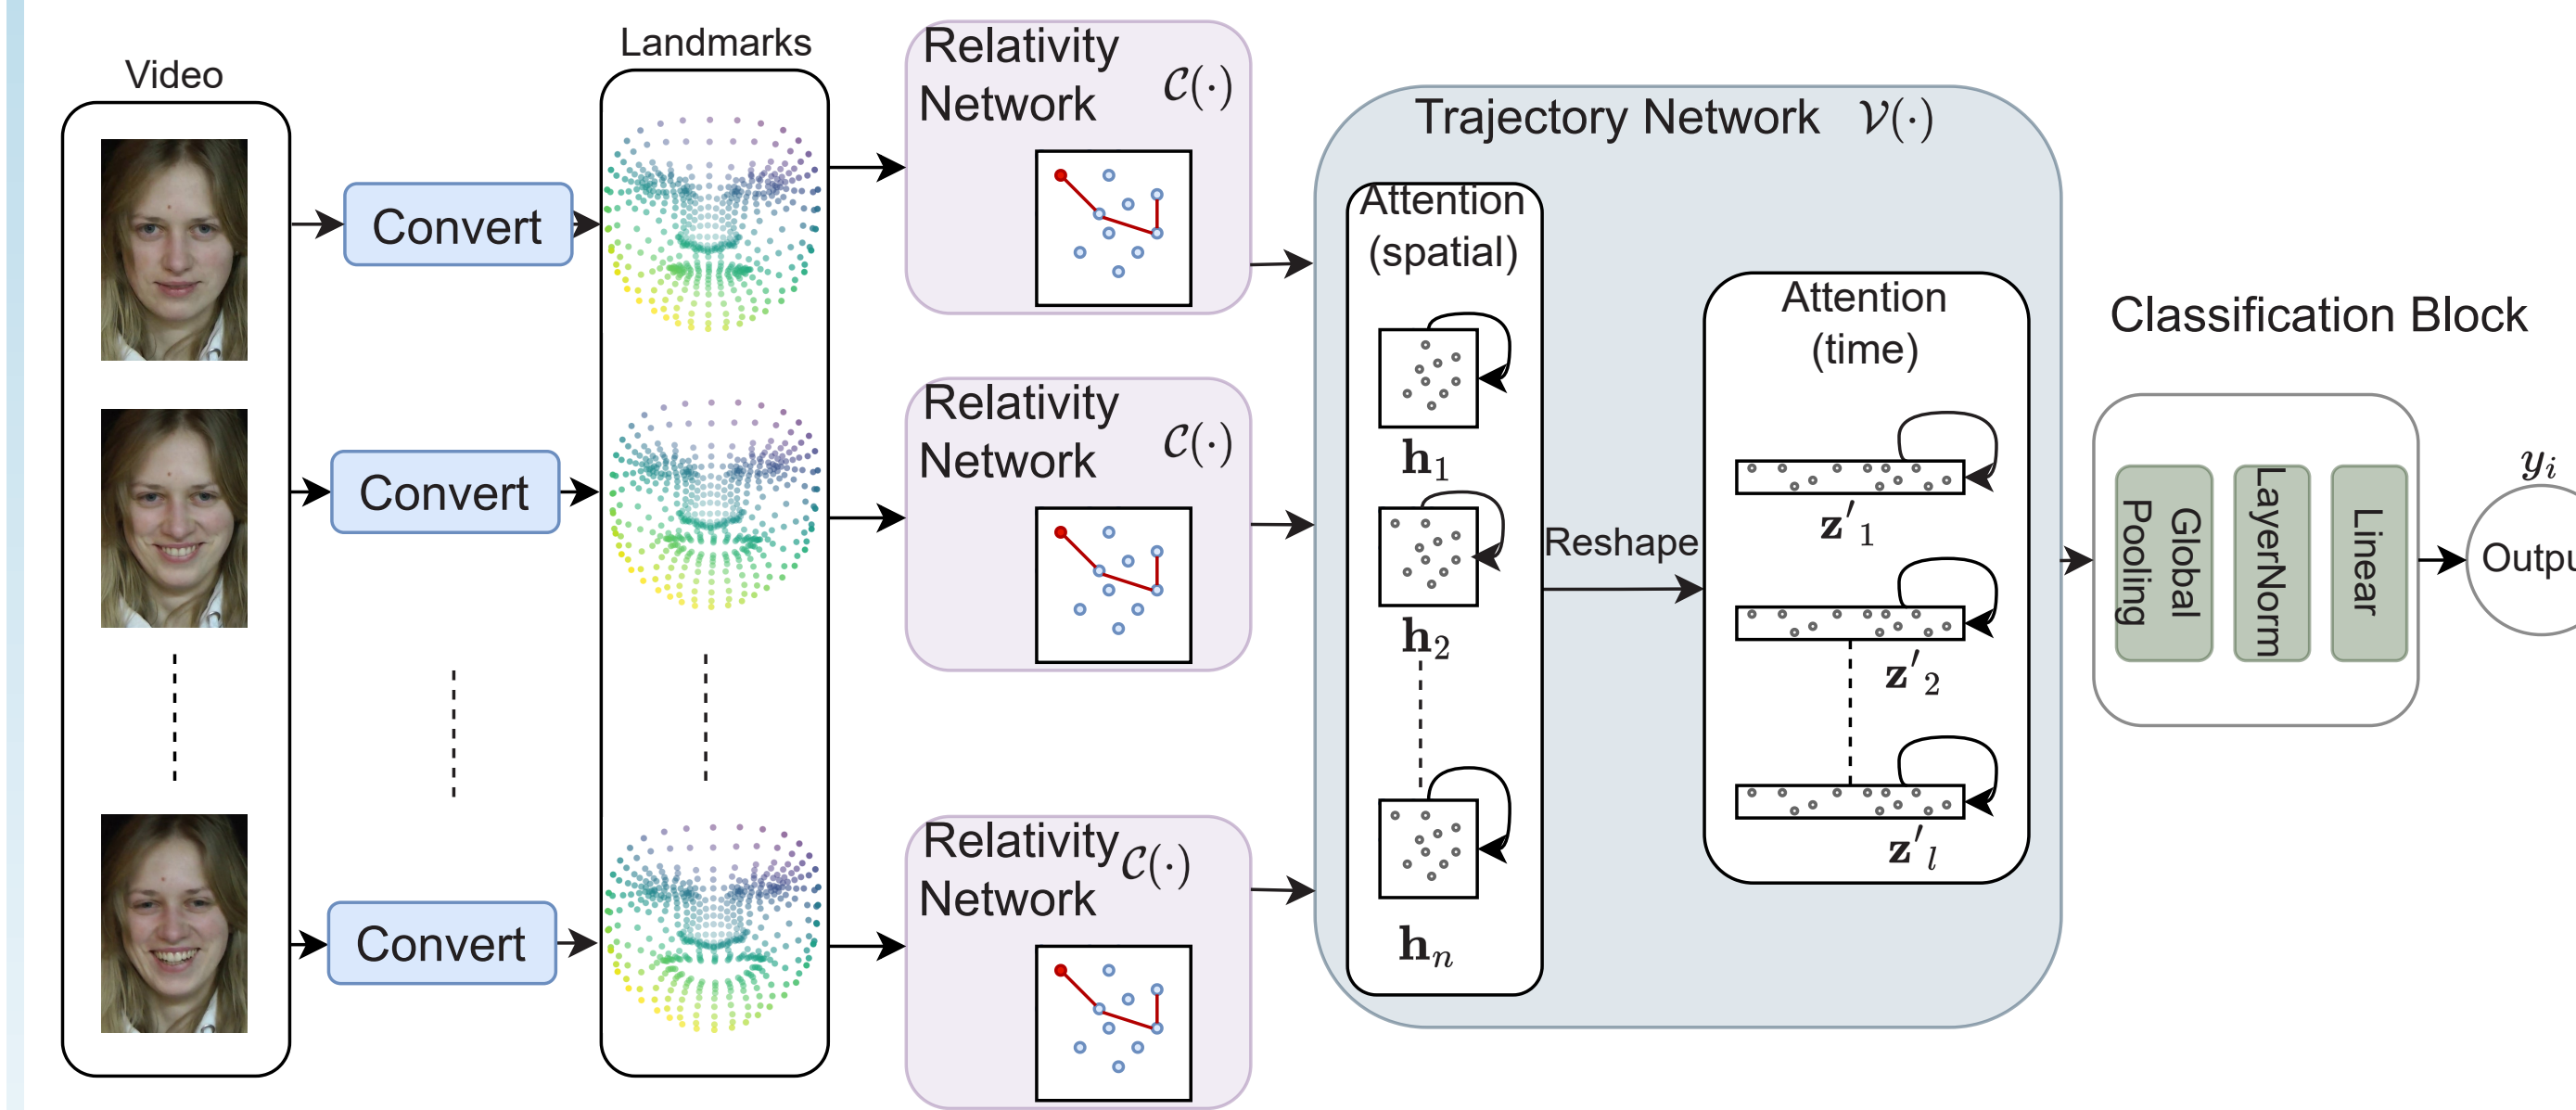 Video
Convert
Convert
Convert
Landmarks
Relativity
Network 𝒞(·)
Relativity
Network 𝒞(·)
Relativity
Network 𝒞(·)
Trajectory Network 𝒱(·)
Attention
(spatial)
h₁
h₂
hₙ
Reshape
Attention
(time)
z′₁
z′₂
z′ₗ
Classification Block
Global
Pooling
LayerNorm
Linear
yᵢ
Outpu